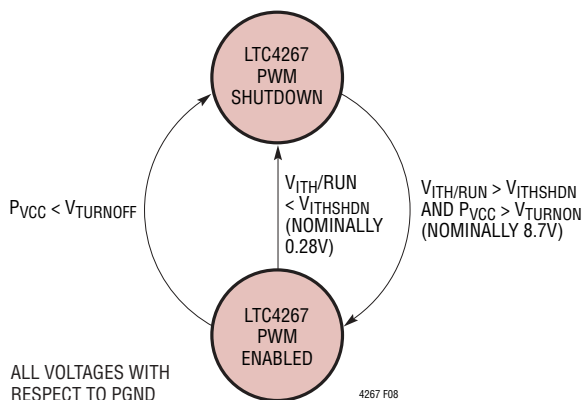 LTC4267
PWM
SHUTDOWN
PVCC < VTURNOFF
VITH/RUN
< VITHSHDN
(NOMINALLY
0.28V)
VITH/RUN > VITHSHDN
AND PVCC > VTURNON
(NOMINALLY 8.7V)
LTC4267
PWM
ENABLED
ALL VOLTAGES WITH
RESPECT TO PGND
4267 F08